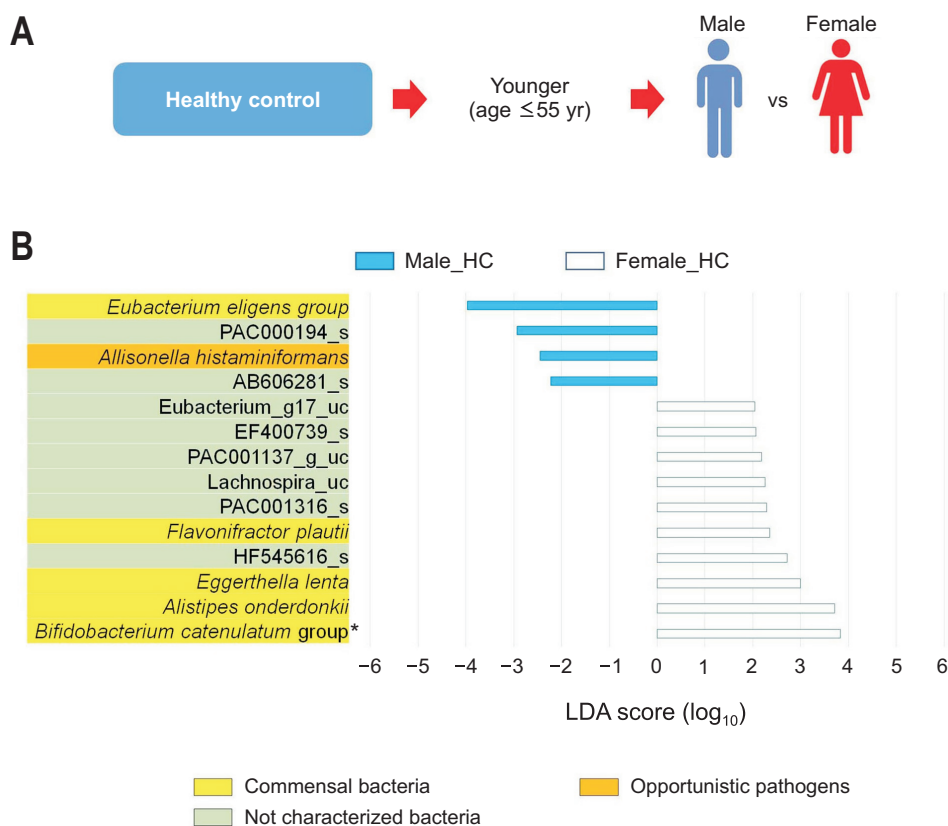 A
Healthy control
Younger
(age ≤55 yr)
Male
vs
Female
B
Male_HC
Female_HC
Eubacterium eligens group
PAC000194_s
Allisonella histaminiformans
AB606281_s
Eubacterium_g17_uc
EF400739_s
PAC001137_g_uc
Lachnospira_uc
PAC001316_s
Flavonifractor plautii
HF545616_s
Eggerthella lenta
Alistipes onderdonkii
Bifidobacterium catenulatum group*
−6 −5 −4 −3 −2 −1 0 1 2 3 4 5 6
LDA score (log₁₀)
Commensal bacteria
Opportunistic pathogens
Not characterized bacteria